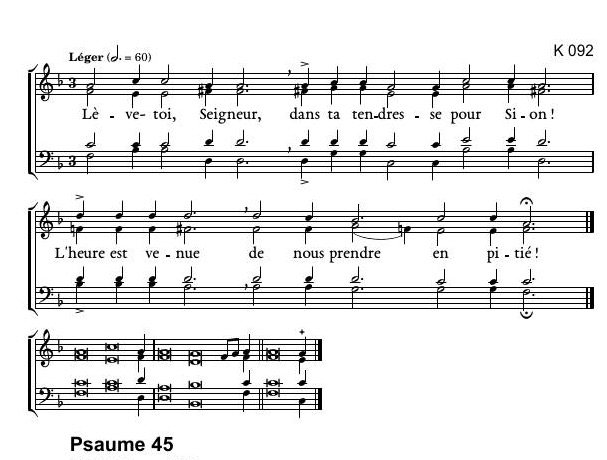 K 092
Léger (𝅗𝅥. = 60)
Lè - ve- toi, Seigneur, dans ta ten-dres - se pour Si - on !
L'heure est ve - nue de nous prendre en pi - tié !
Psaume 45